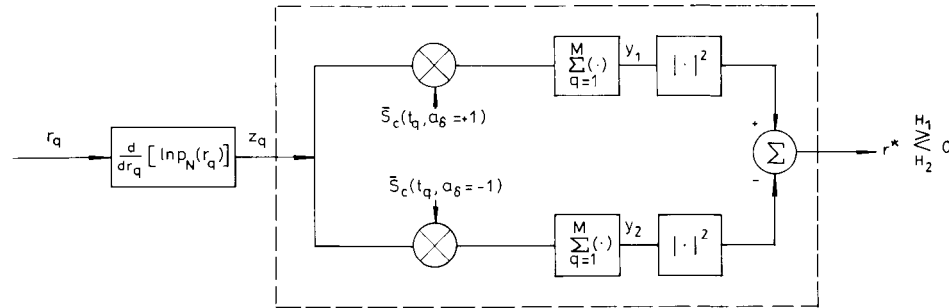 r_q
d/dr_q [ln p_N(r_q)]
z_q
S̄_c(t_q, a_δ=+1)
M
Σ(·)
q=1
y_1
|·|^2
S̄_c(t_q, a_δ=-1)
M
Σ(·)
q=1
y_2
|·|^2
+
Σ
-
r* ≷ 0
H_1
H_2